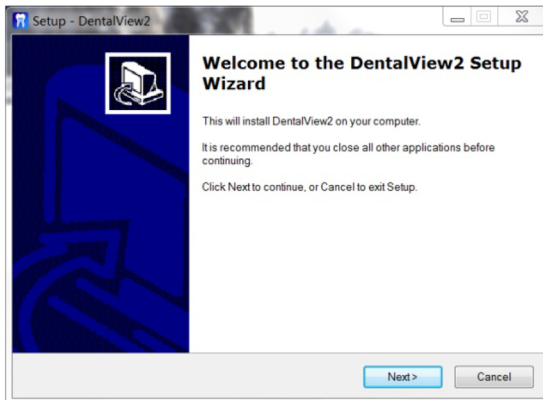 Setup - DentalView2
Welcome to the DentalView2 Setup
Wizard
This will install DentalView2 on your computer.
It is recommended that you close all other applications before
continuing.
Click Next to continue, or Cancel to exit Setup.
Next >
Cancel